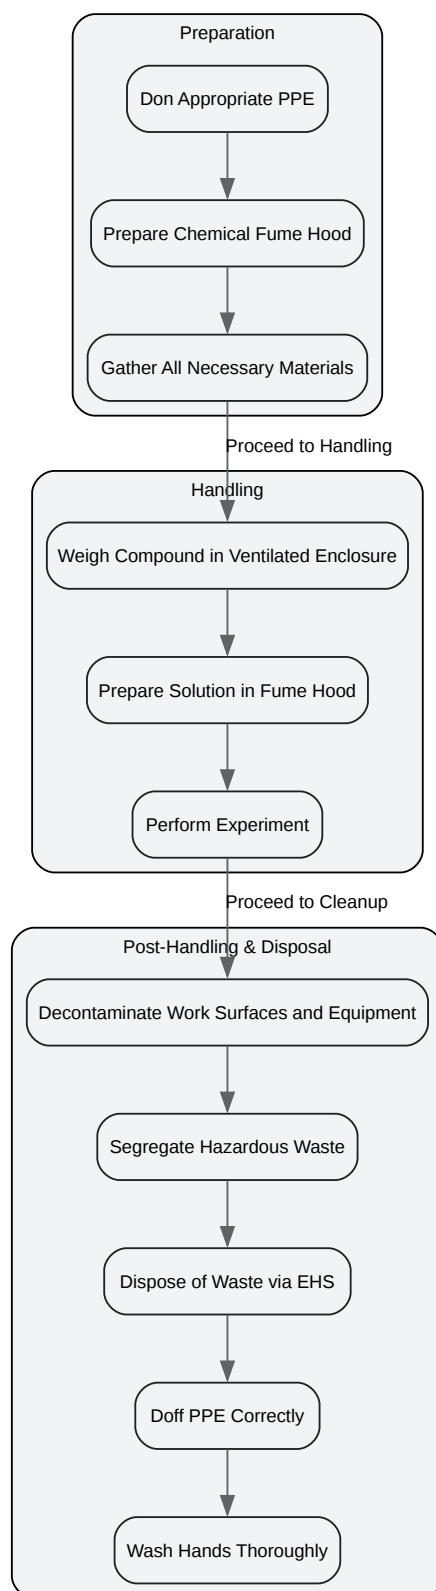 Preparation
Don Appropriate PPE
Prepare Chemical Fume Hood
Gather All Necessary Materials
Proceed to Handling
Handling
Weigh Compound in Ventilated Enclosure
Prepare Solution in Fume Hood
Perform Experiment
Proceed to Cleanup
Post-Handling & Disposal
Decontaminate Work Surfaces and Equipment
Segregate Hazardous Waste
Dispose of Waste via EHS
Doff PPE Correctly
Wash Hands Thoroughly